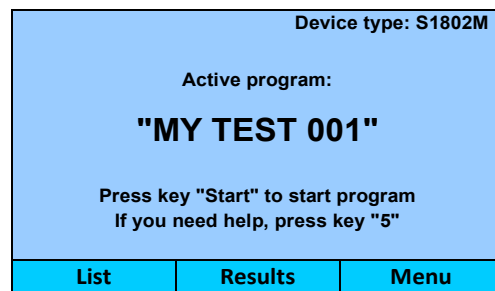 Device type: S1802M
Active program:
"MY TEST 001"
Press key "Start" to start program
If you need help, press key "5"
List Results Menu